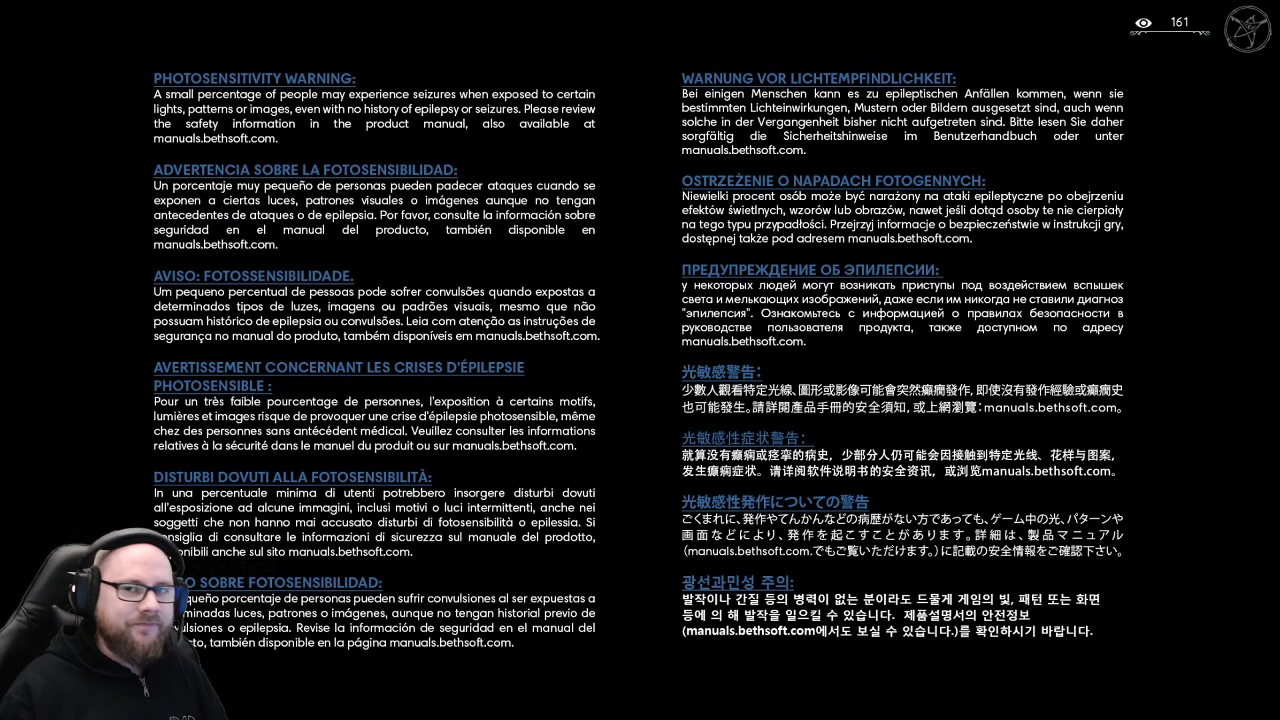 161
PHOTOSENSITIVITY WARNING:
A small percentage of people may experience seizures when exposed to certain
lights, patterns or images, even with no history of epilepsy or seizures. Please review
the safety information in the product manual, also available at
manuals.bethsoft.com.
ADVERTENCIA SOBRE LA FOTOSENSIBILIDAD:
Un porcentaje muy pequeño de personas pueden padecer ataques cuando se
exponen a ciertas luces, patrones visuales o imágenes aunque no tengan
antecedentes de ataques o de epilepsia. Por favor, consulte la información sobre
seguridad en el manual del producto, también disponible en
manuals.bethsoft.com.
AVISO: FOTOSSENSIBILIDADE.
Um pequeno percentual de pessoas pode sofrer convulsões quando expostas a
determinados tipos de luzes, imagens ou padrões visuais, mesmo que não
possuam histórico de epilepsia ou convulsões. Leia com atenção as instruções de
segurança no manual do produto, também disponíveis em manuals.bethsoft.com.
AVERTISSEMENT CONCERNANT LES CRISES D'ÉPILEPSIE
PHOTOSENSIBLE :
Pour un très faible pourcentage de personnes, l'exposition à certains motifs,
lumières et images risque de provoquer une crise d'épilepsie photosensible, même
chez des personnes sans antécédent médical. Veuillez consulter les informations
relatives à la sécurité dans le manuel du produit ou sur manuals.bethsoft.com.
DISTURBI DOVUTI ALLA FOTOSENSIBILITÀ:
In una percentuale minima di utenti potrebbero insorgere disturbi dovuti
all'esposizione ad alcune immagini, inclusi motivi o luci intermittenti, anche nei
soggetti che non hanno mai accusato disturbi di fotosensibilità o epilessia. Si
consiglia di consultare le informazioni di sicurezza sul manuale del prodotto,
disponibili anche sul sito manuals.bethsoft.com.
SOBRE FOTOSENSIBILIDAD:
porcentaje de personas pueden sufrir convulsiones al ser expuestas a
luces, patrones o imágenes, aunque no tengan historial previo de
o epilepsia. Revise la información de seguridad en el manual del
también disponible en la página manuals.bethsoft.com.
WARNUNG VOR LICHTEMPFINDLICHKEIT:
Bei einigen Menschen kann es zu epileptischen Anfällen kommen, wenn sie
bestimmten Lichteinwirkungen, Mustern oder Bildern ausgesetzt sind, auch wenn
solche in der Vergangenheit bisher nicht aufgetreten sind. Bitte lesen Sie daher
sorgfältig die Sicherheitshinweise im Benutzerhandbuch oder unter
manuals.bethsoft.com.
OSTRZEŻENIE O NAPADACH FOTOGENNYCH:
Niewielki procent osób może być narażony na ataki epileptyczne po obejrzeniu
efektów świetlnych, wzorów lub obrazów, nawet jeśli dotąd osoby te nie cierpiały
na tego typu przypadłości. Przejrzyj informacje o bezpieczeństwie w instrukcji gry,
dostępnej także pod adresem manuals.bethsoft.com.
ПРЕДУПРЕЖДЕНИЕ ОБ ЭПИЛЕПСИИ:
у некоторых людей могут возникать приступы под воздействием вспышек
света и мелькающих изображений, даже если им никогда не ставили диагноз
"эпилепсия". Ознакомьтесь с информацией о правилах безопасности в
руководстве пользователя продукта, также доступном по адресу
manuals.bethsoft.com.
光敏感警告：
少數人觀看特定光線、圖形或影像可能會突然癲癇發作, 即使沒有發作經驗或癲癇史
也可能發生。請詳閱產品手冊的安全須知, 或上網瀏覽：manuals.bethsoft.com。
光敏感性症状警告：
就算没有癫痫或痉挛的病史，少部分人仍可能会因接触到特定光线、花样与图案，
发生癫痫症状。请详阅软件说明书的安全资讯，或浏览manuals.bethsoft.com。
光敏感性発作についての警告
ごくまれに、発作やてんかんなどの病歴がない方であっても、ゲーム中の光、パターンや
画面などにより、発作を起こすことがあります。詳細は、製品マニュアル
（manuals.bethsoft.com.でもご覧いただけます。）に記載の安全情報をご確認下さい。
광선과민성 주의:
발작이나 간질 등의 병력이 없는 분이라도 드물게 게임의 빛, 패턴 또는 화면
등에 의 해 발작을 일으킬 수 있습니다. 제품설명서의 안전정보
(manuals.bethsoft.com에서도 보실 수 있습니다.)를 확인하시기 바랍니다.